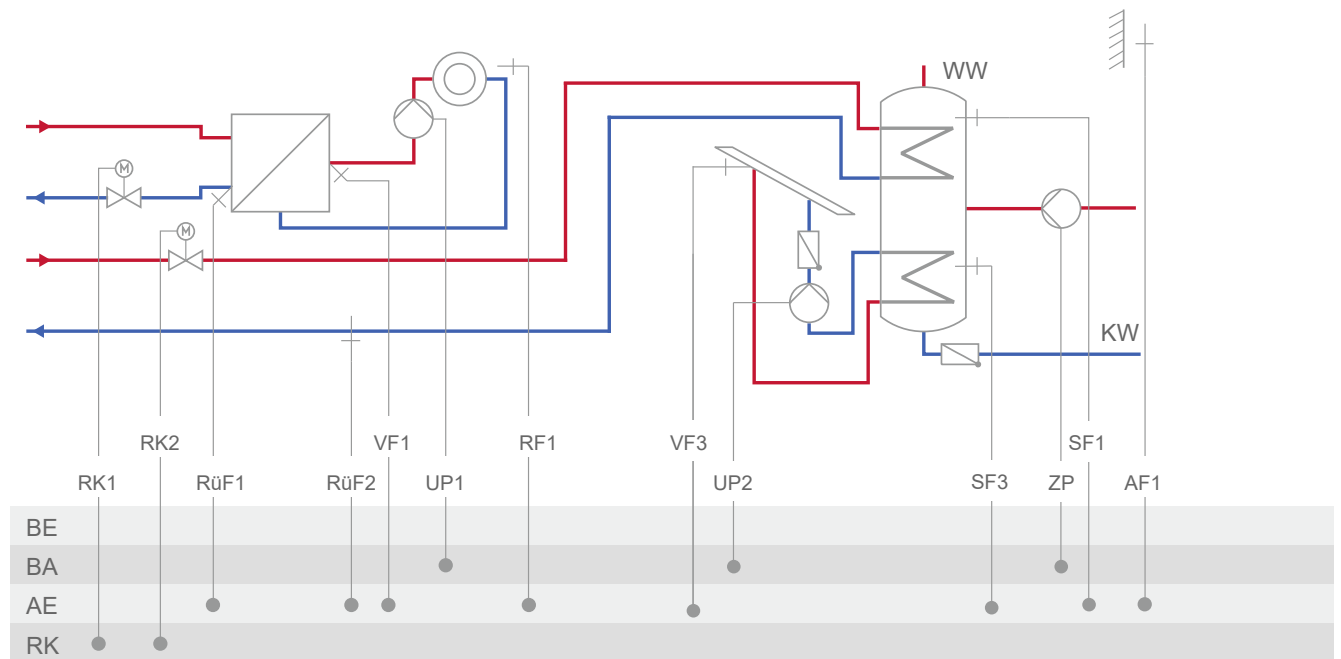 WW
M
M
KW
RK2 VF1 RF1 VF3 SF1
RK1 RüF1 RüF2 UP1 UP2 SF3 ZP AF1
BE
BA
AE
RK